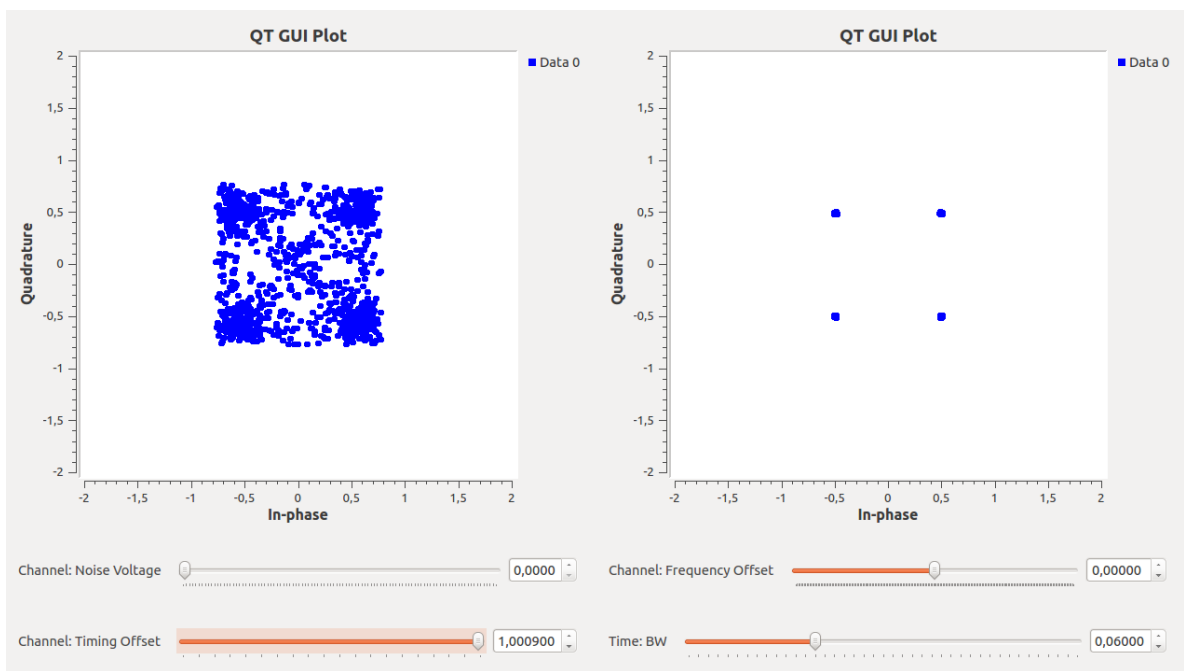 QT GUI Plot
Data 0
Quadrature
2
1,5
1
0,5
0
-0,5
-1
-1,5
-2
-2 -1,5 -1 -0,5 0 0,5 1 1,5 2
In-phase
QT GUI Plot
Data 0
Quadrature
2
1,5
1
0,5
0
-0,5
-1
-1,5
-2
-2 -1,5 -1 -0,5 0 0,5 1 1,5 2
In-phase
Channel: Noise Voltage 0,0000
Channel: Frequency Offset 0,00000
Channel: Timing Offset 1,000900
Time: BW 0,06000